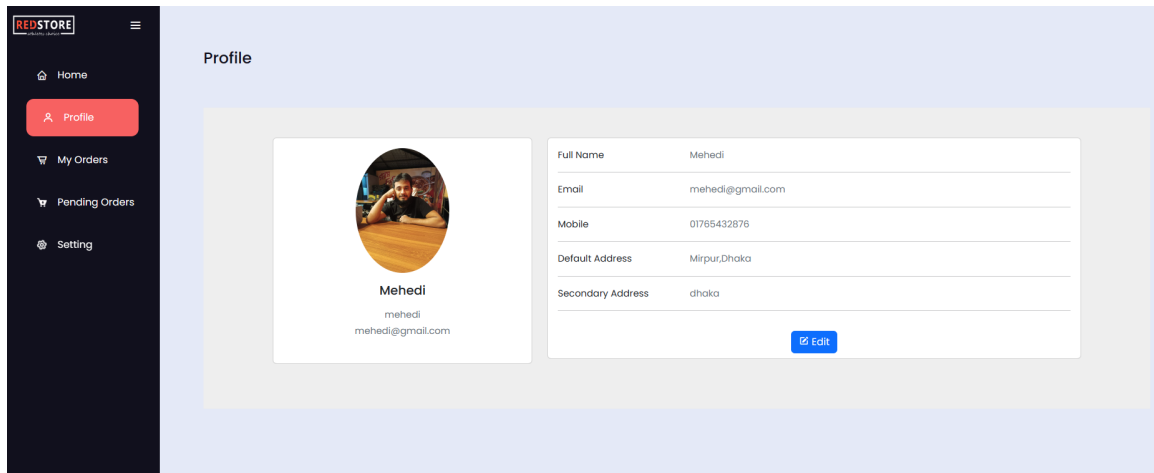 REDSTORE
Home
Profile
My Orders
Pending Orders
Setting
Profile
Mehedi
mehedi
mehedi@gmail.com
Full Name Mehedi
Email mehedi@gmail.com
Mobile 01765432876
Default Address Mirpur,Dhaka
Secondary Address dhaka
Edit